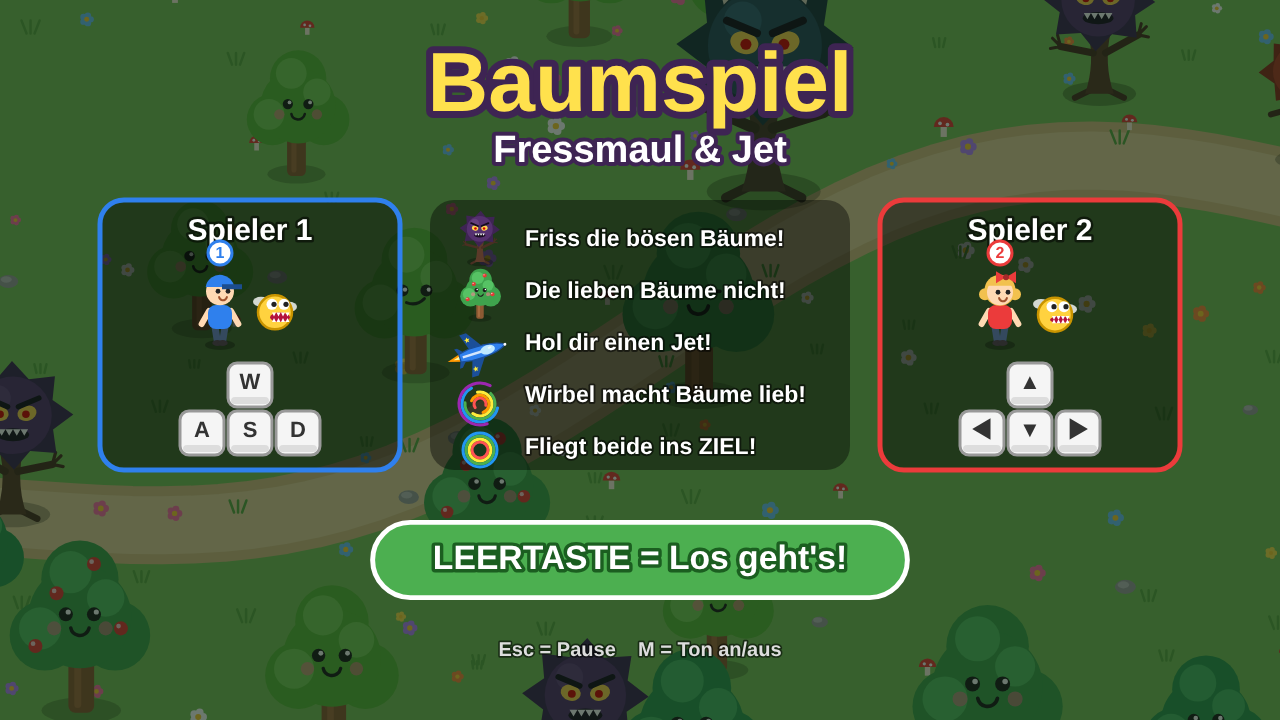 Baumspiel
Fressmaul & Jet
Spieler 1
1
W
A S D
Friss die bösen Bäume!
Die lieben Bäume nicht!
Hol dir einen Jet!
Wirbel macht Bäume lieb!
Fliegt beide ins ZIEL!
Spieler 2
2
▲
◀ ▼ ▶
LEERTASTE = Los geht's!
Esc = Pause M = Ton an/aus